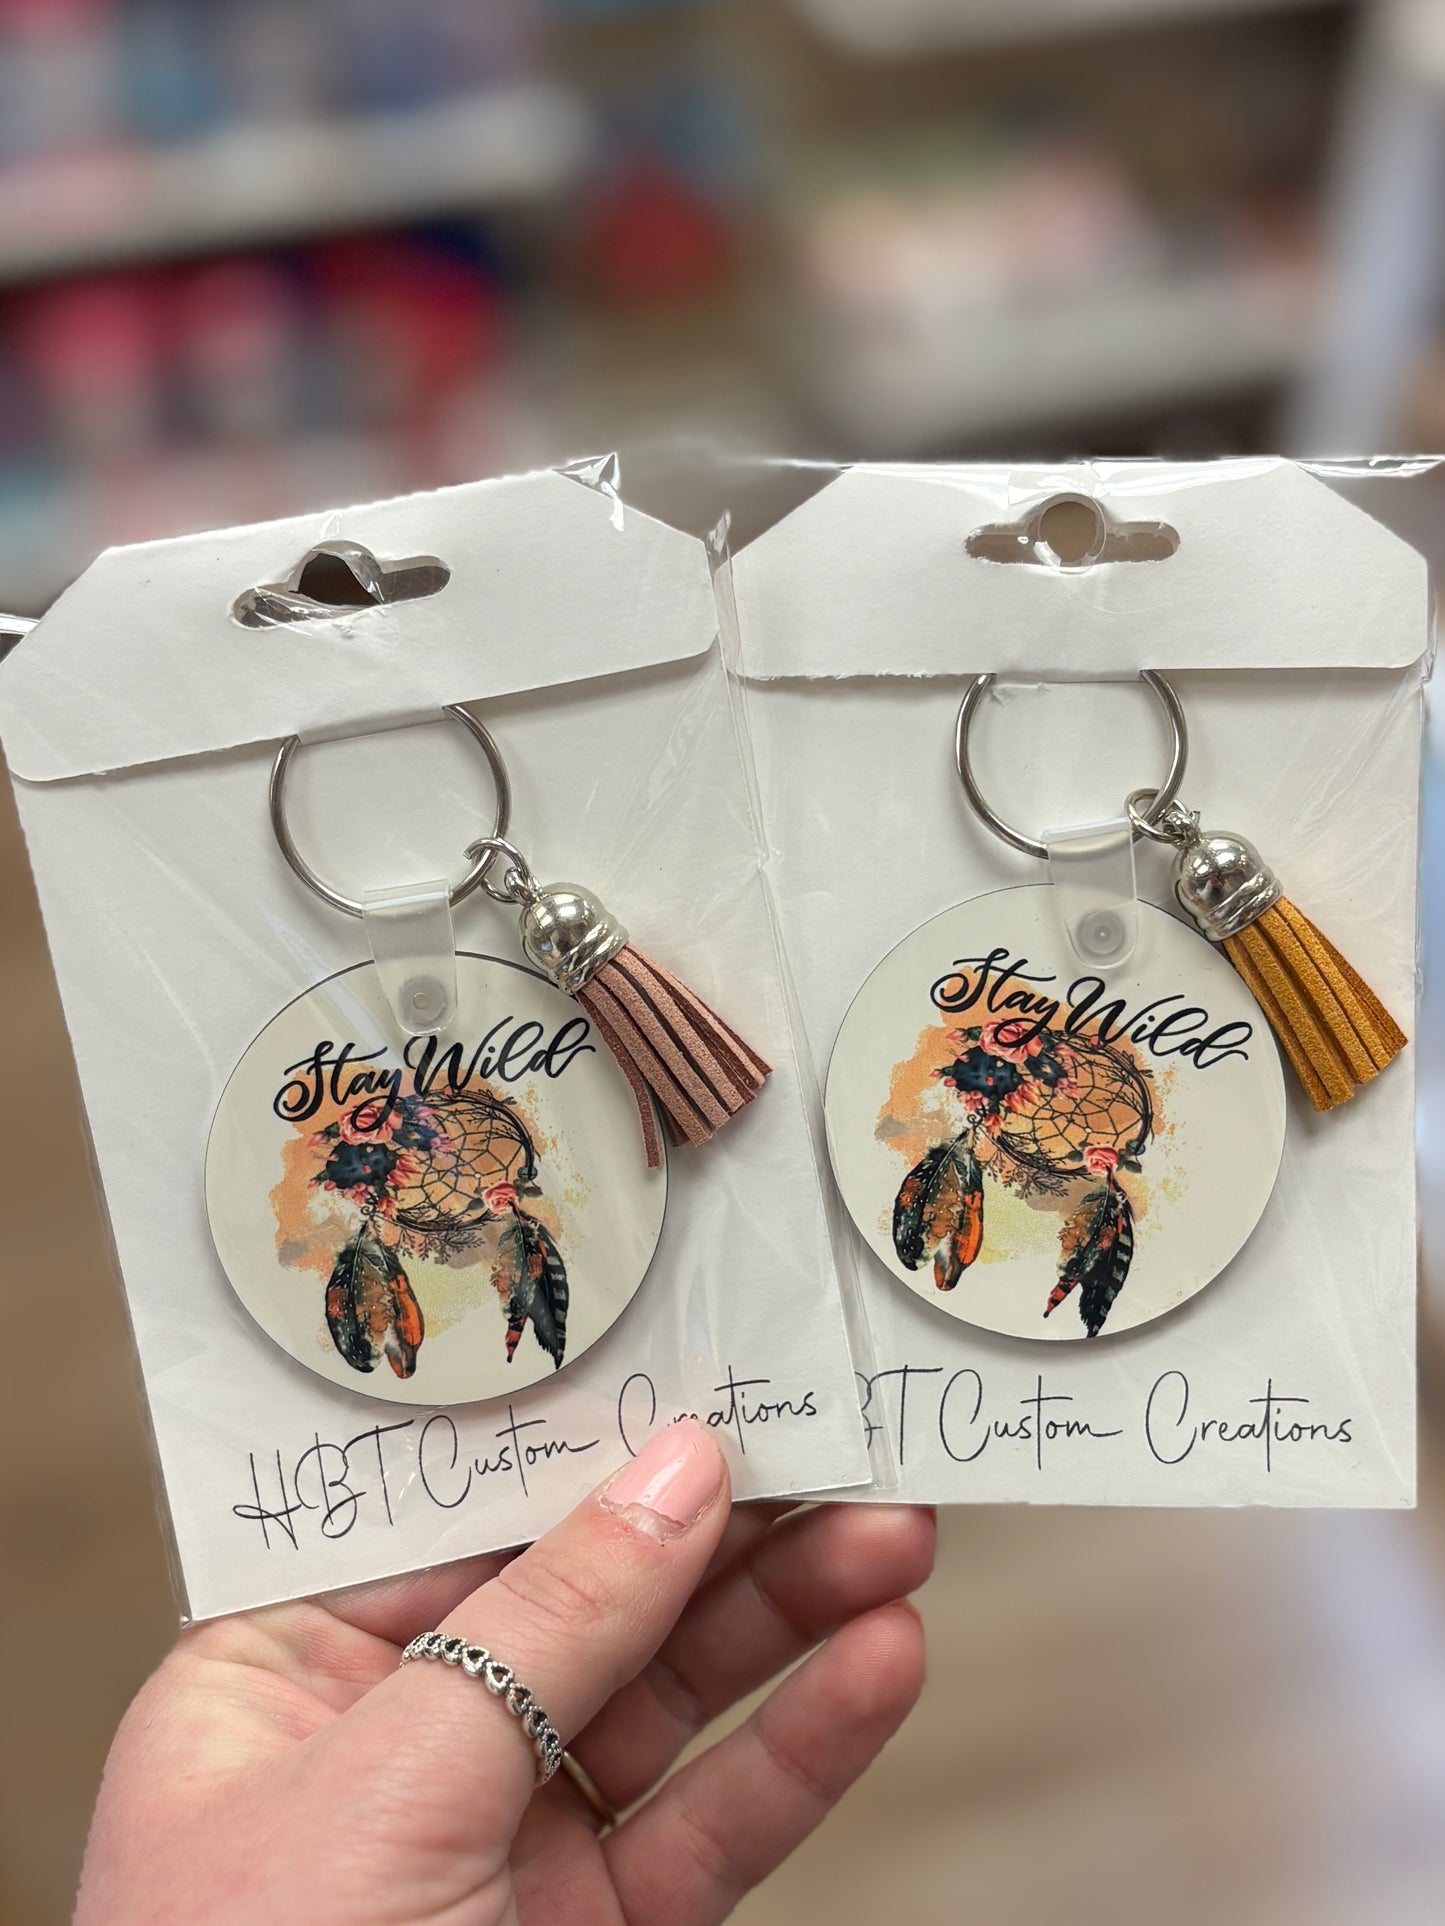 Stay Wild
HBT Custom Creations
Stay Wild
BT Custom Creations